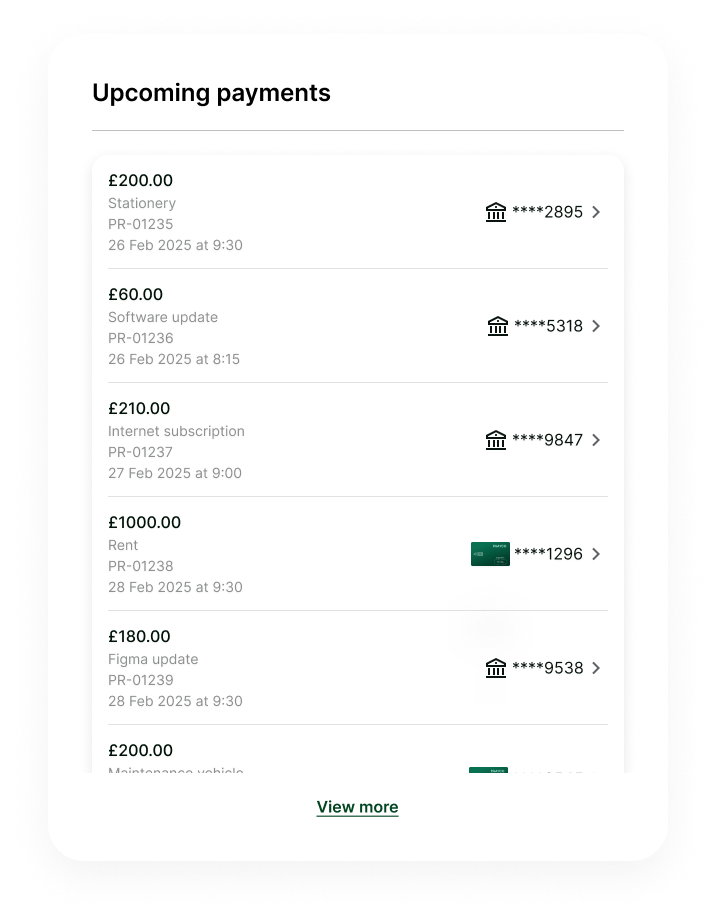 Upcoming payments
£200.00
Stationery
PR-01235
26 Feb 2025 at 9:30
****2895
£60.00
Software update
PR-01236
26 Feb 2025 at 8:15
****5318
£210.00
Internet subscription
PR-01237
27 Feb 2025 at 9:00
****9847
£1000.00
Rent
PR-01238
28 Feb 2025 at 9:30
****1296
£180.00
Figma update
PR-01239
28 Feb 2025 at 9:30
****9538
£200.00
Maintenance vehicle
View more